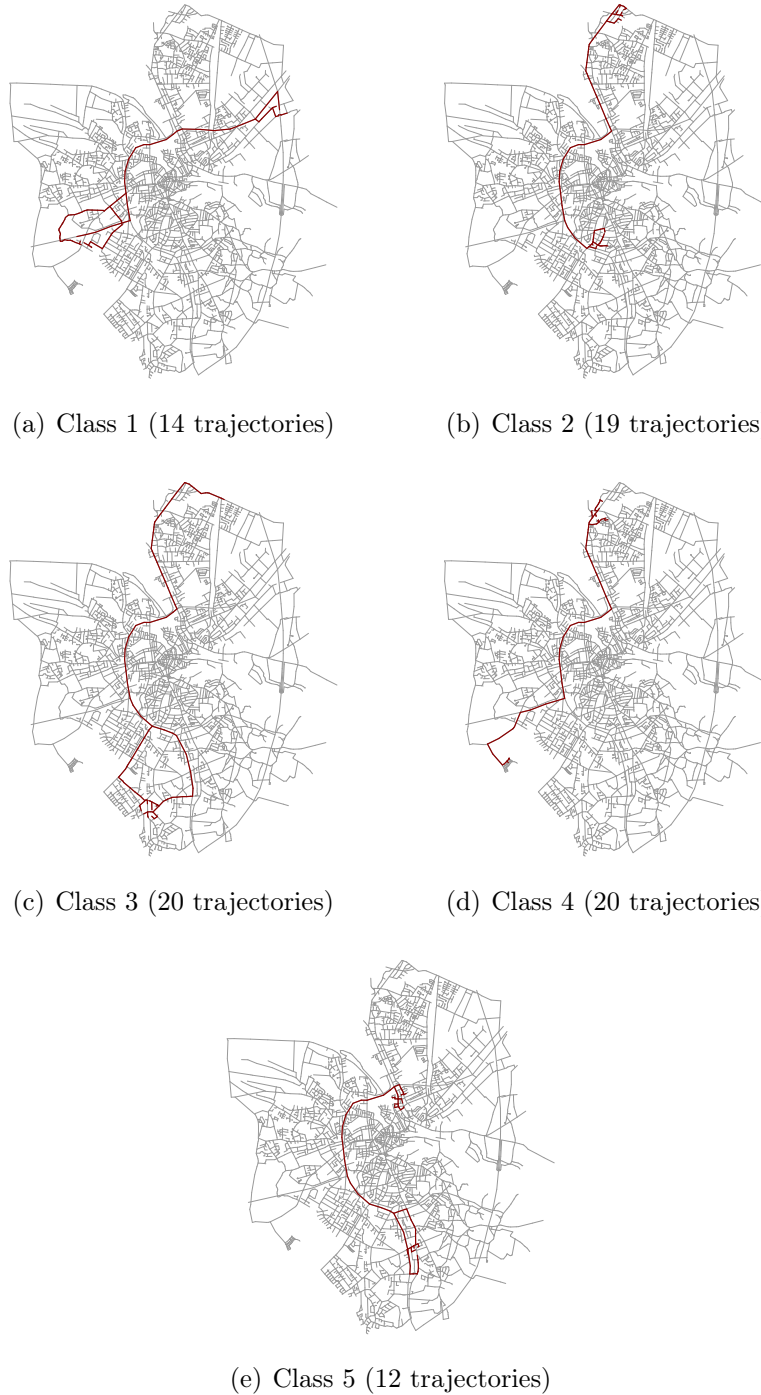 (a) Class 1 (14 trajectories)
(b) Class 2 (19 trajectories
(c) Class 3 (20 trajectories)
(d) Class 4 (20 trajectories
(e) Class 5 (12 trajectories)